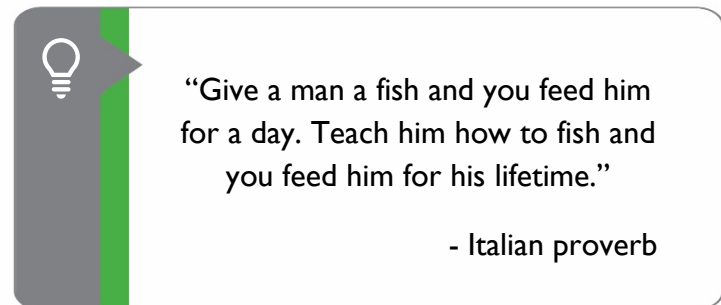 “Give a man a fish and you feed him
for a day. Teach him how to fish and
you feed him for his lifetime.”
- Italian proverb